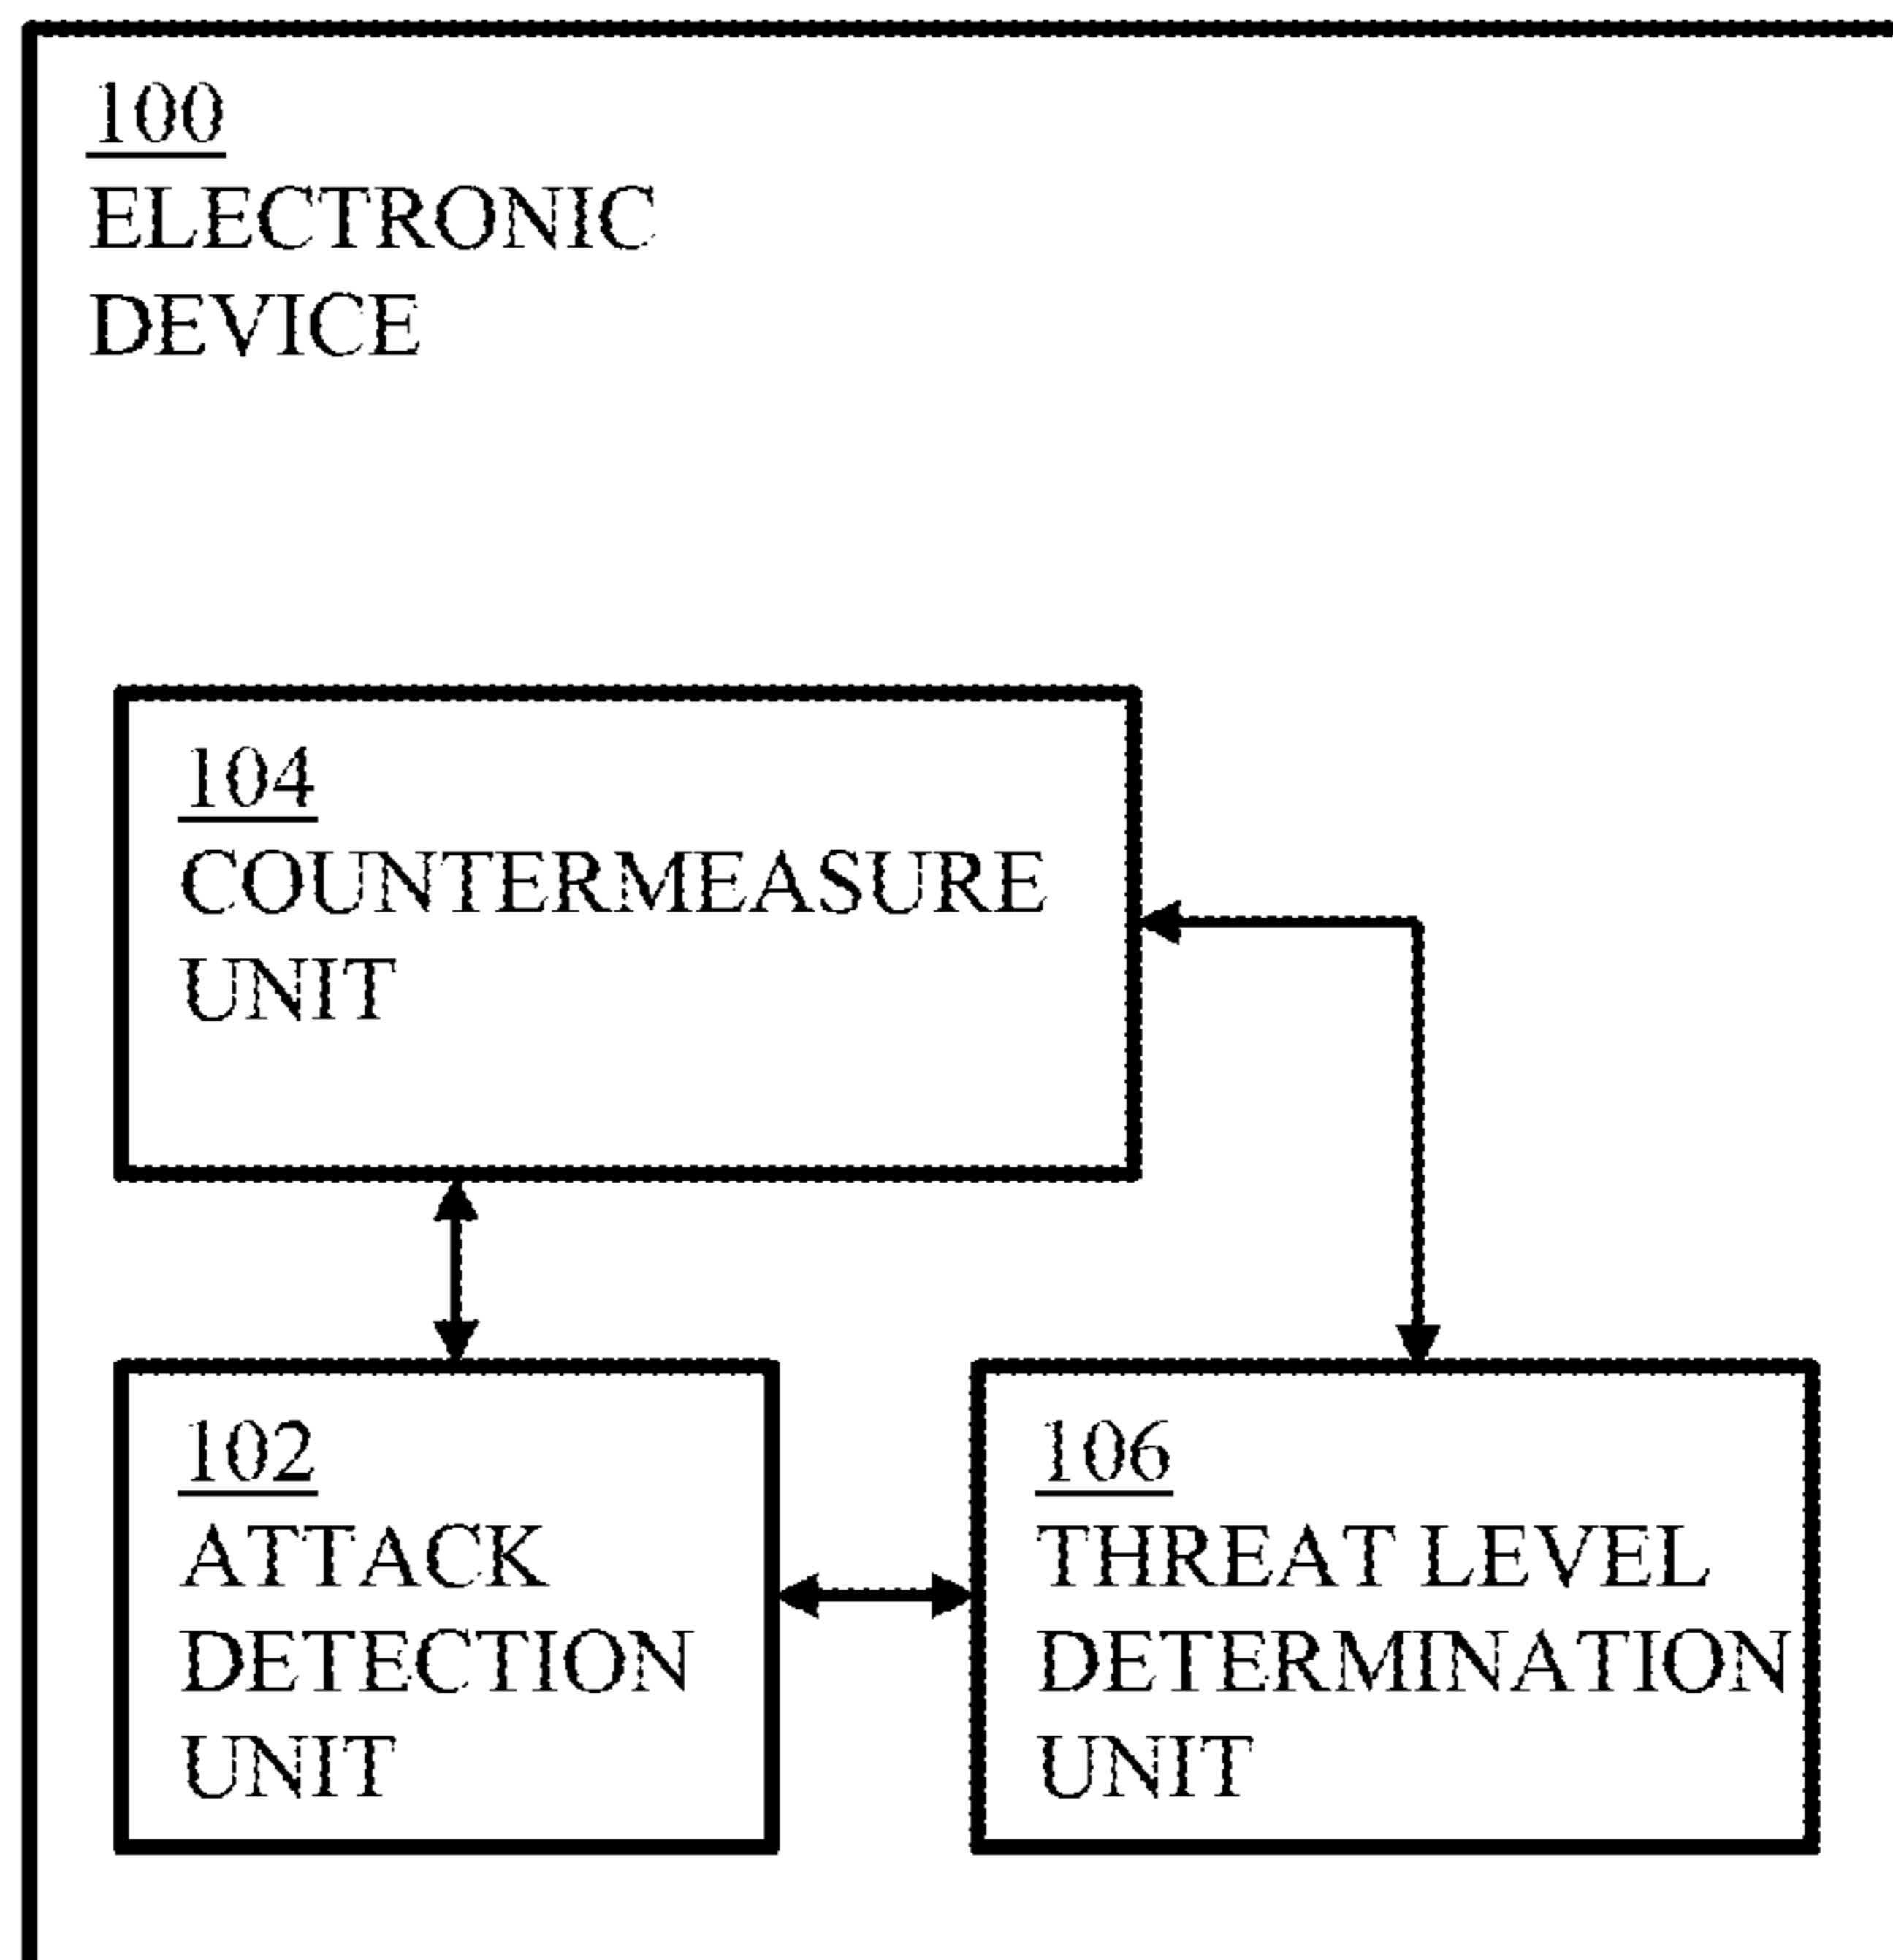 100
ELECTRONIC
DEVICE
104
COUNTERMEASURE
UNIT
102
ATTACK
DETECTION
UNIT
106
THREAT LEVEL
DETERMINATION
UNIT